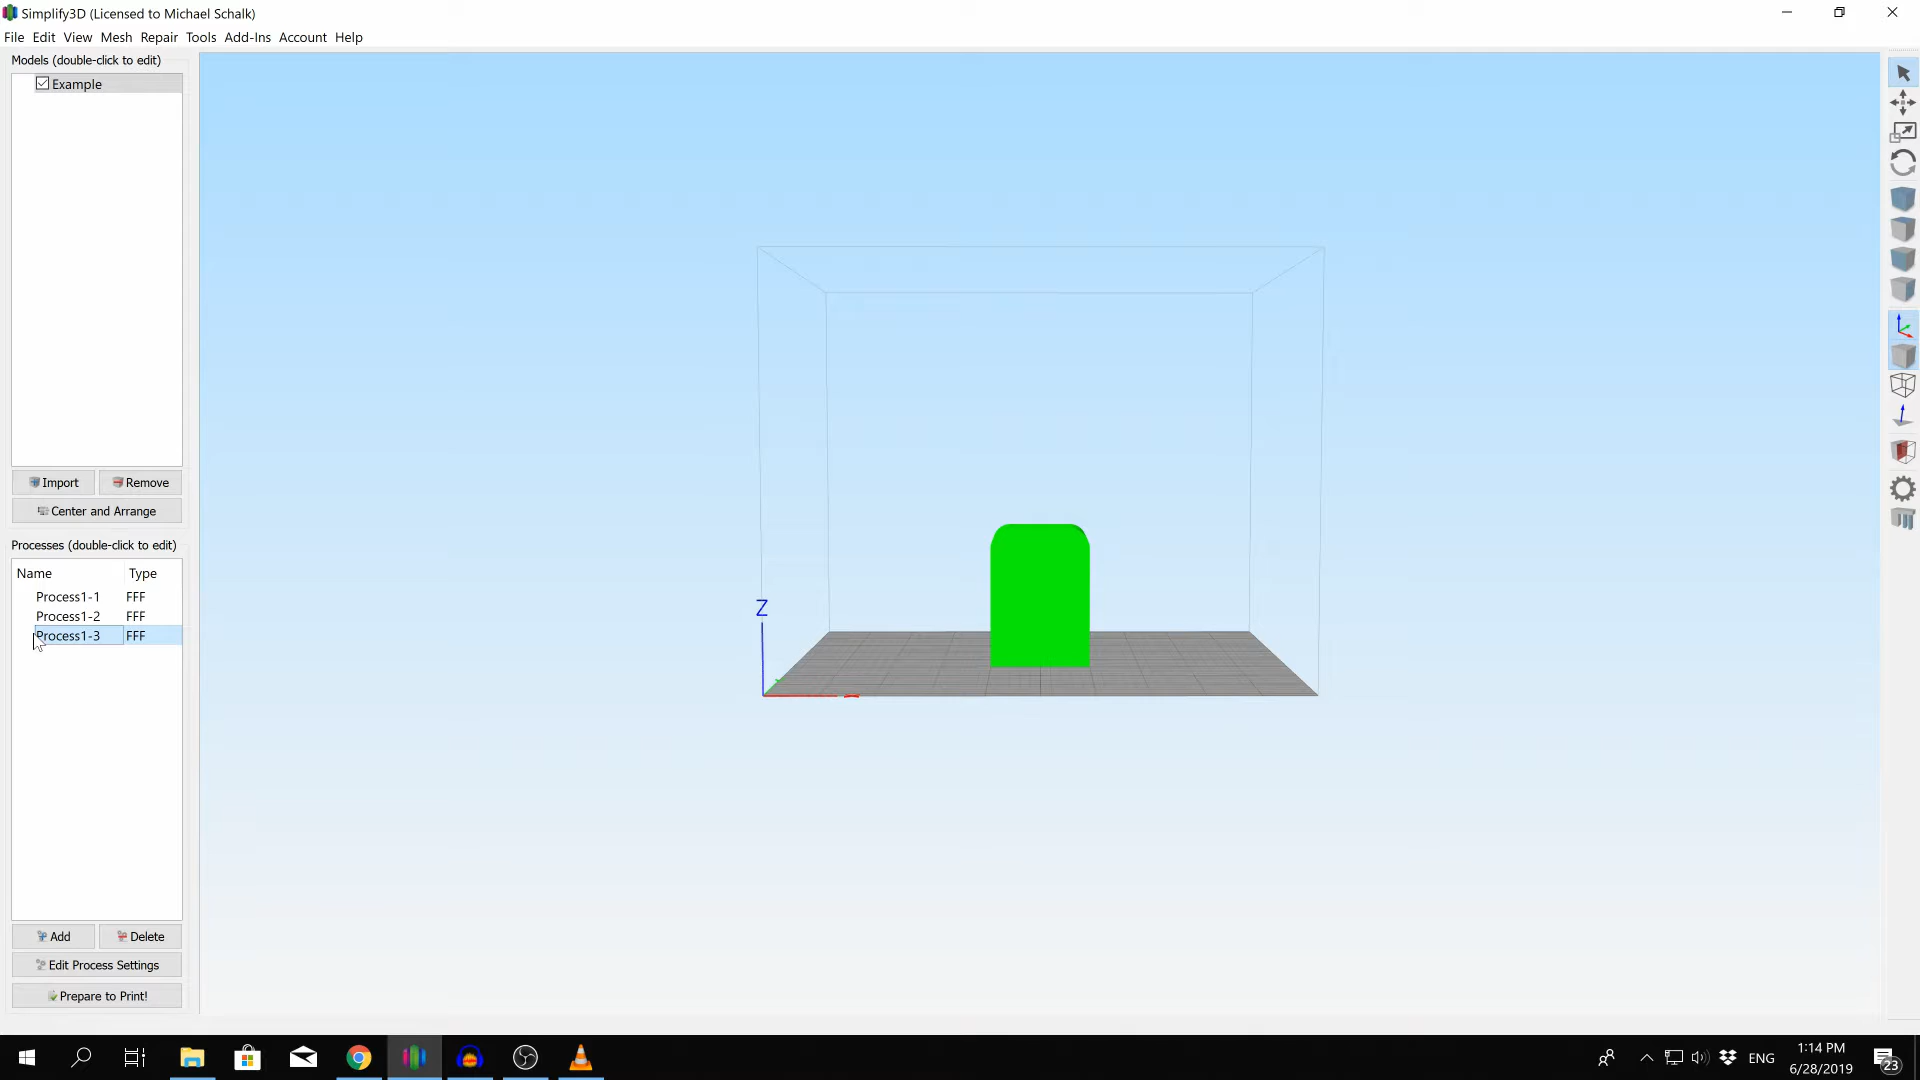 Simplify3D (Licensed to Michael Schalk)
File Edit View Mesh Repair Tools Add-Ins Account Help
Models (double-click to edit)
Example
Import Remove
Center and Arrange
Processes (double-click to edit)
Name Type
Process1-1 FFF
Process1-2 FFF
Process1-3 FFF
Add Delete
Edit Process Settings
Prepare to Print!
Z
ENG
1:14 PM
6/28/2019
23